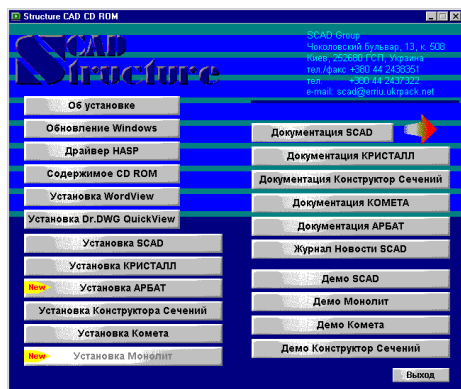 Structure CAD CD ROM
SCAD
Structure
SCAD Group
Чоколовский Бульвар, 13, к. 508
Киев, 252680 ГСП, Украина
тел./факс +380 44 2438351
тел. +380 44 2437322
e-mail: scad@erriu.ukrpack.net
Об установке
Обновление Windows
Драйвер HASP
Содержимое CD ROM
Установка WordView
Установка Dr.DWG QuickView
Установка SCAD
Установка КРИСТАЛЛ
New Установка АРБАТ
Установка Конструктора Сечений
Установка Комета
New Установка Монолит
Документация SCAD
Документация КРИСТАЛЛ
Документация Конструктор Сечений
Документация КОМЕТА
Документация АРБАТ
Журнал Новости SCAD
Демо SCAD
Демо Монолит
Демо Комета
Демо Конструктор Сечений
Выход